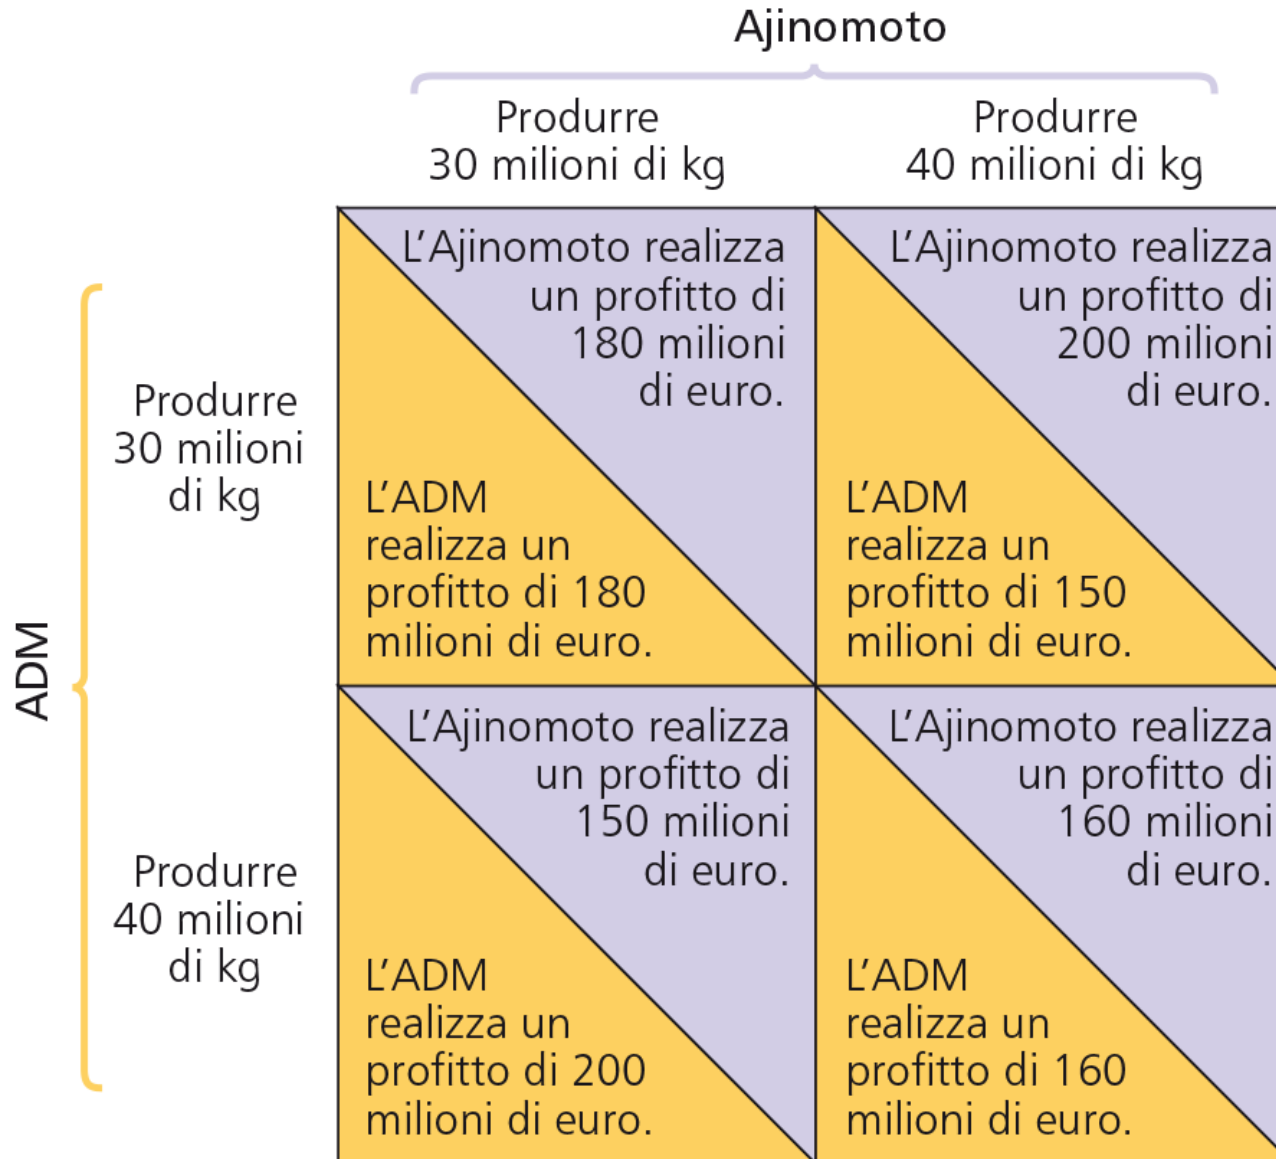 Ajinomoto
Produrre
30 milioni di kg
Produrre
40 milioni di kg
ADM
Produrre
30 milioni
di kg
L'Ajinomoto realizza
un profitto di
180 milioni
di euro.
L'ADM
realizza un
profitto di 180
milioni di euro.
L'Ajinomoto realizza
un profitto di
200 milioni
di euro.
L'ADM
realizza un
profitto di 150
milioni di euro.
Produrre
40 milioni
di kg
L'Ajinomoto realizza
un profitto di
150 milioni
di euro.
L'ADM
realizza un
profitto di 200
milioni di euro.
L'Ajinomoto realizza
un profitto di
160 milioni
di euro.
L'ADM
realizza un
profitto di 160
milioni di euro.